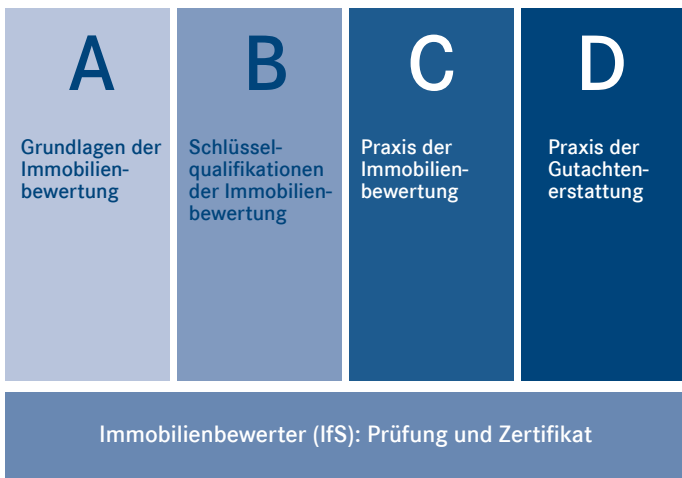 A
Grundlagen der
Immobilien-
bewertung
B
Schlüssel-
qualifikationen
der Immobilien-
bewertung
C
Praxis der
Immobilien-
bewertung
D
Praxis der
Gutachten-
erstattung
Immobilienbewerter (IfS): Prüfung und Zertifikat